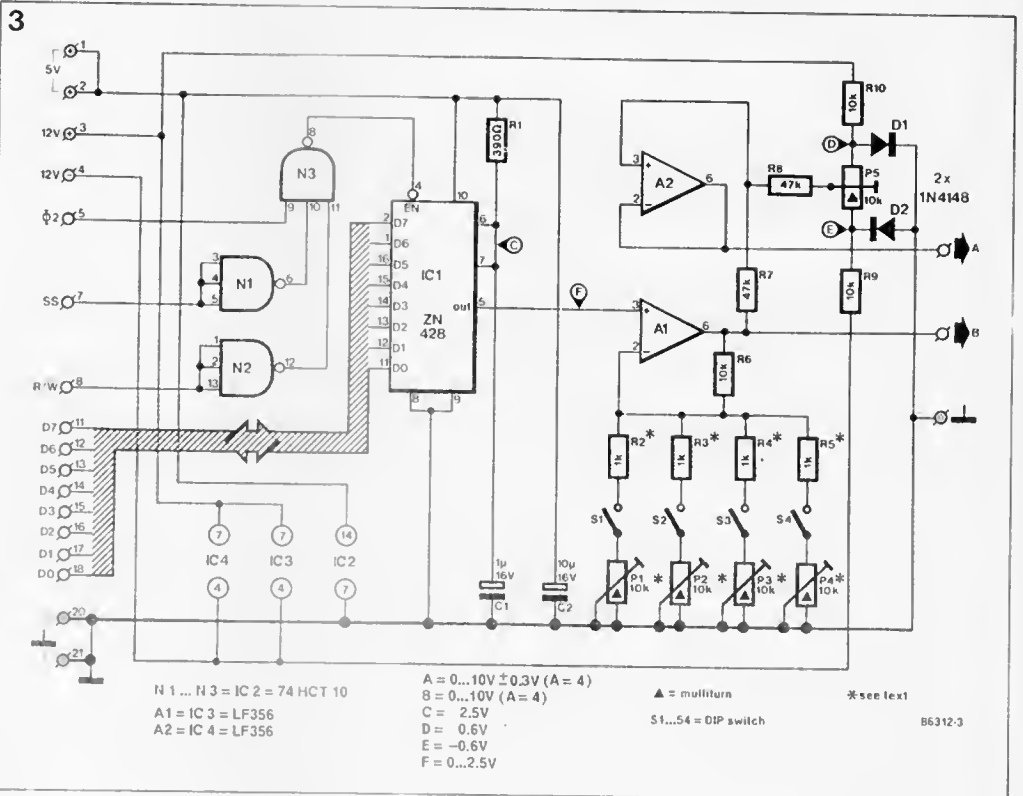 3
1
5V
2
12V 3
12V 4
Φ2 5
SS 7
R/W 8
D7 11
D6 12
D5 13
D4 14
D3 15
D2 16
D1 17
D0 18
20
21
8
N3
9 10 11
3
4
5
N1
6
1
2
13
N2
12
4
EN
10
2 D7
1 D6
16 D5
15 D4
14 D3
13 D2
12 D1
11 D0
IC1
ZN
428
6
7
out 5
8 9
R1
390Ω
C
F
3
+
2
−
A2
6
3
+
2
−
A1
6
R10
10k
D
D1
R8
47k
P5
10k
2x
1N4148
E
D2
A
R7
47k
R9
10k
B
R6
10k
R2*
1k
R3*
1k
R4*
1k
R5*
1k
S1
S2
S3
S4
P1
10k
*
P2
10k
*
P3
10k
*
P4*
10k
7
IC4
4
7
IC3
4
14
IC2
7
1µ
16V
C1
10µ
16V
C2
N 1 ... N 3 = IC 2 = 74 HCT 10
A1 = IC 3 = LF356
A2 = IC 4 = LF356
A = 0...10V ± 0.3V (A = 4)
B = 0...10V (A = 4)
C = 2.5V
D = 0.6V
E = −0.6V
F = 0...2.5V
▲ = multiturn
*see text
S1...S4 = DIP switch
86312-3